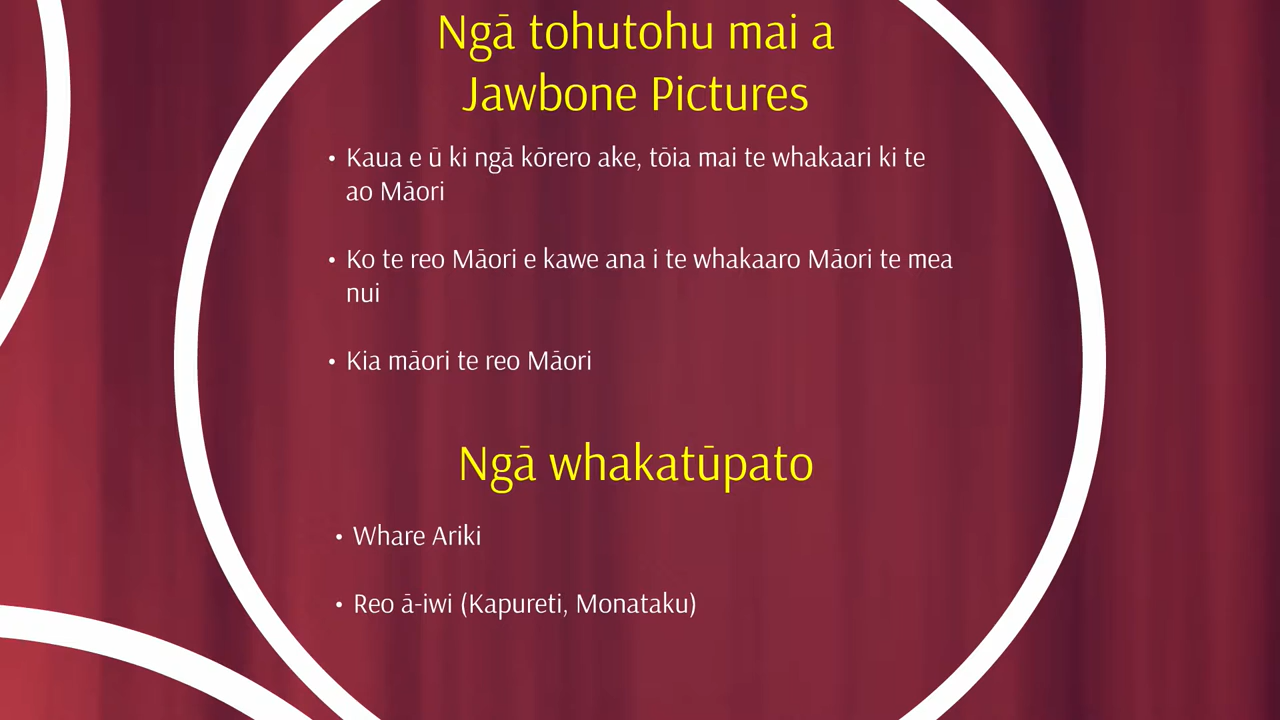 Ngā tohutohu mai a
Jawbone Pictures
• Kaua e ū ki ngā kōrero ake, tōia mai te whakaari ki te
ao Māori
• Ko te reo Māori e kawe ana i te whakaaro Māori te mea
nui
• Kia māori te reo Māori
Ngā whakatūpato
• Whare Ariki
• Reo ā-iwi (Kapureti, Monataku)